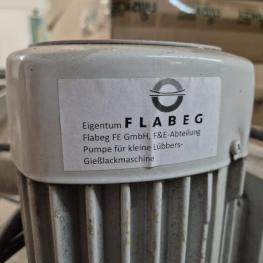 Eigentum FLABEG
Flabeg FE GmbH, F&E-Abteilung
Pumpe für kleine Lübbers-
Gießlackmaschine